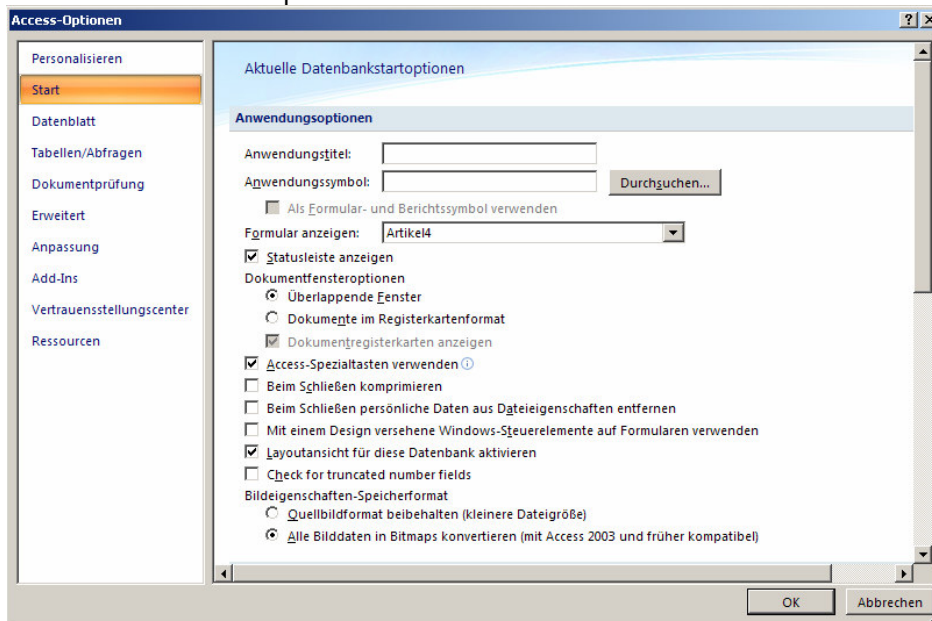 Access-Optionen
Personalisieren
Start
Datenblatt
Tabellen/Abfragen
Dokumentprüfung
Erweitert
Anpassung
Add-Ins
Vertrauensstellungscenter
Ressourcen
Aktuelle Datenbankstartoptionen
Anwendungsoptionen
Anwendungstitel:
Anwendungssymbol: Durchsuchen...
Als Formular- und Berichtssymbol verwenden
Formular anzeigen: Artikel4
Statusleiste anzeigen
Dokumentfensteroptionen
Überlappende Fenster
Dokumente im Registerkartenformat
Dokumentregisterkarten anzeigen
Access-Spezialtasten verwenden
Beim Schließen komprimieren
Beim Schließen persönliche Daten aus Dateieigenschaften entfernen
Mit einem Design versehene Windows-Steuerelemente auf Formularen verwenden
Layoutansicht für diese Datenbank aktivieren
Check for truncated number fields
Bildeigenschaften-Speicherformat
Quellbildformat beibehalten (kleinere Dateigröße)
Alle Bilddaten in Bitmaps konvertieren (mit Access 2003 und früher kompatibel)
OK Abbrechen